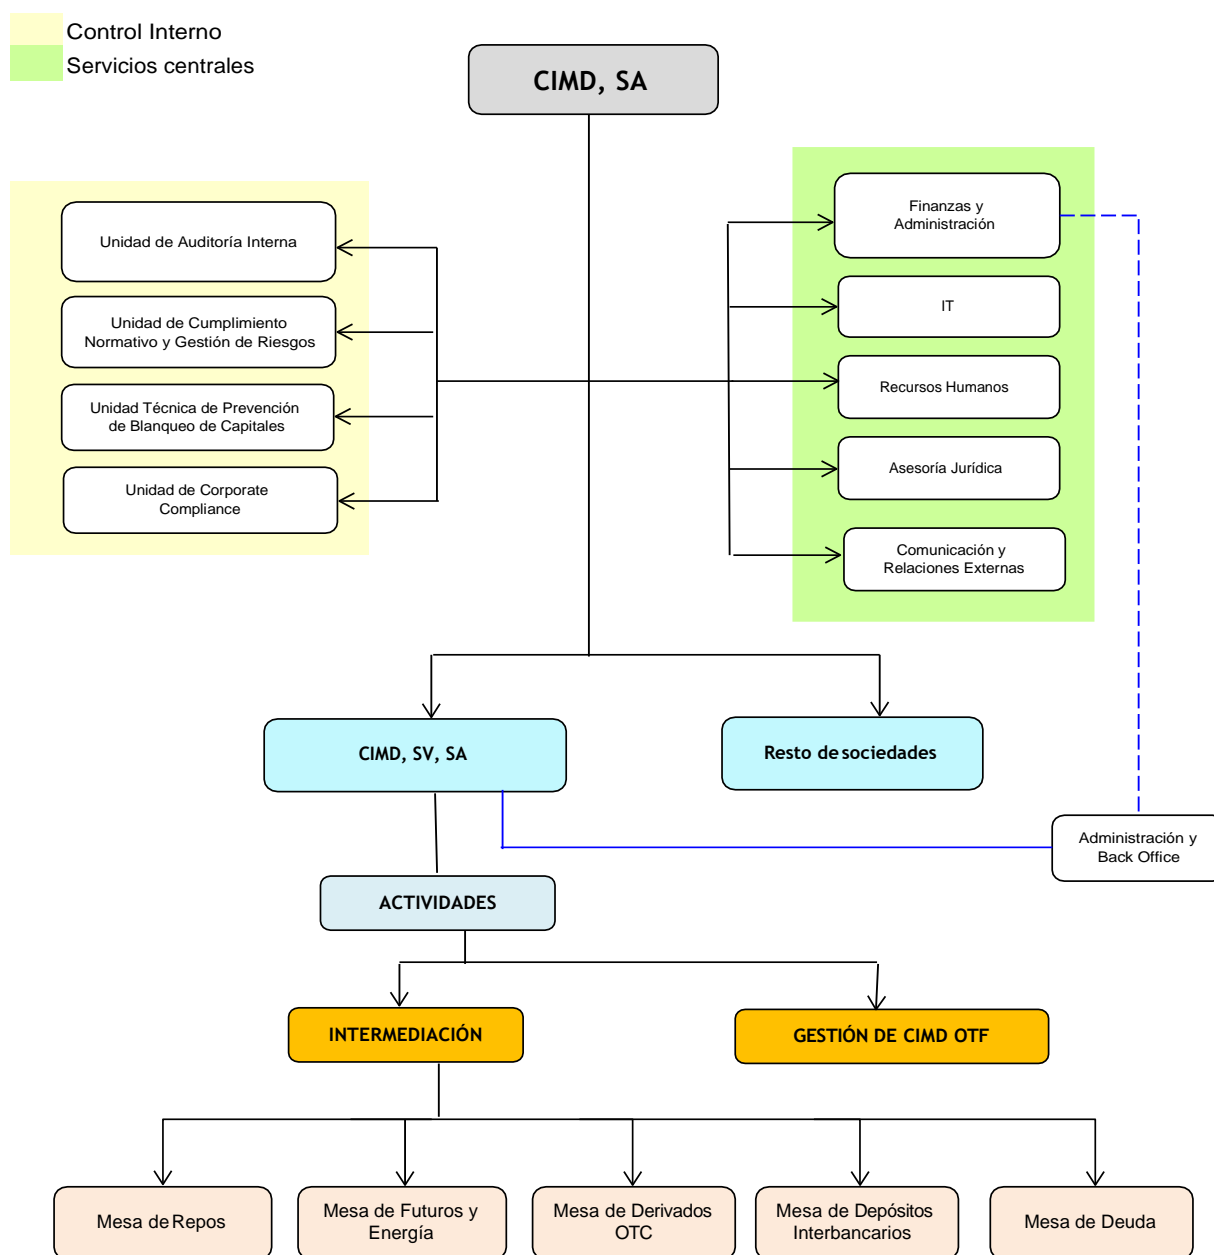 Control Interno
Servicios centrales
CIMD, SA
Unidad de Auditoría Interna
Unidad de Cumplimiento
Normativo y Gestión de Riesgos
Unidad Técnica de Prevención
de Blanqueo de Capitales
Unidad de Corporate
Compliance
Finanzas y
Administración
IT
Recursos Humanos
Asesoría Jurídica
Comunicación y
Relaciones Externas
CIMD, SV, SA
Resto de sociedades
Administración y
Back Office
ACTIVIDADES
INTERMEDIACIÓN
GESTIÓN DE CIMD OTF
Mesa de Repos
Mesa de Futuros y
Energía
Mesa de Derivados
OTC
Mesa de Depósitos
Interbancarios
Mesa de Deuda